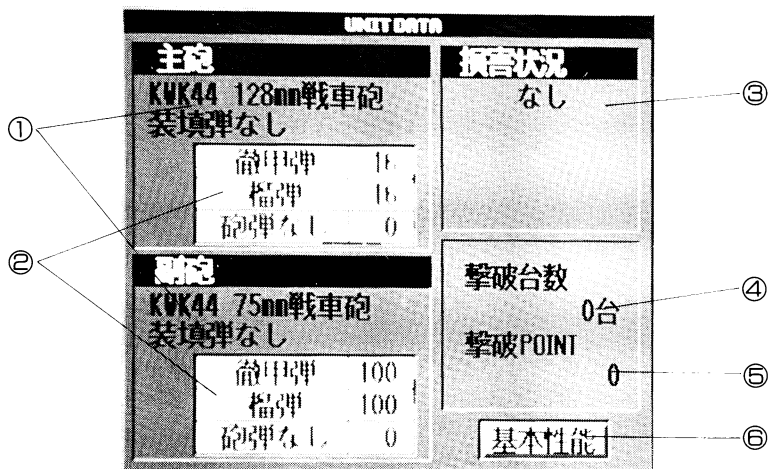 UNIT DATA
主砲
KWK44 128mm戦車砲
装填弾なし
徹甲弾 16
榴弾 16
砲弾なし 0
副砲
KWK44 75mm戦車砲
装填弾なし
徹甲弾 100
榴弾 100
砲弾なし 0
損害状況
なし
撃破台数
0台
撃破POINT
0
基本性能
①
②
③
④
⑤
⑥